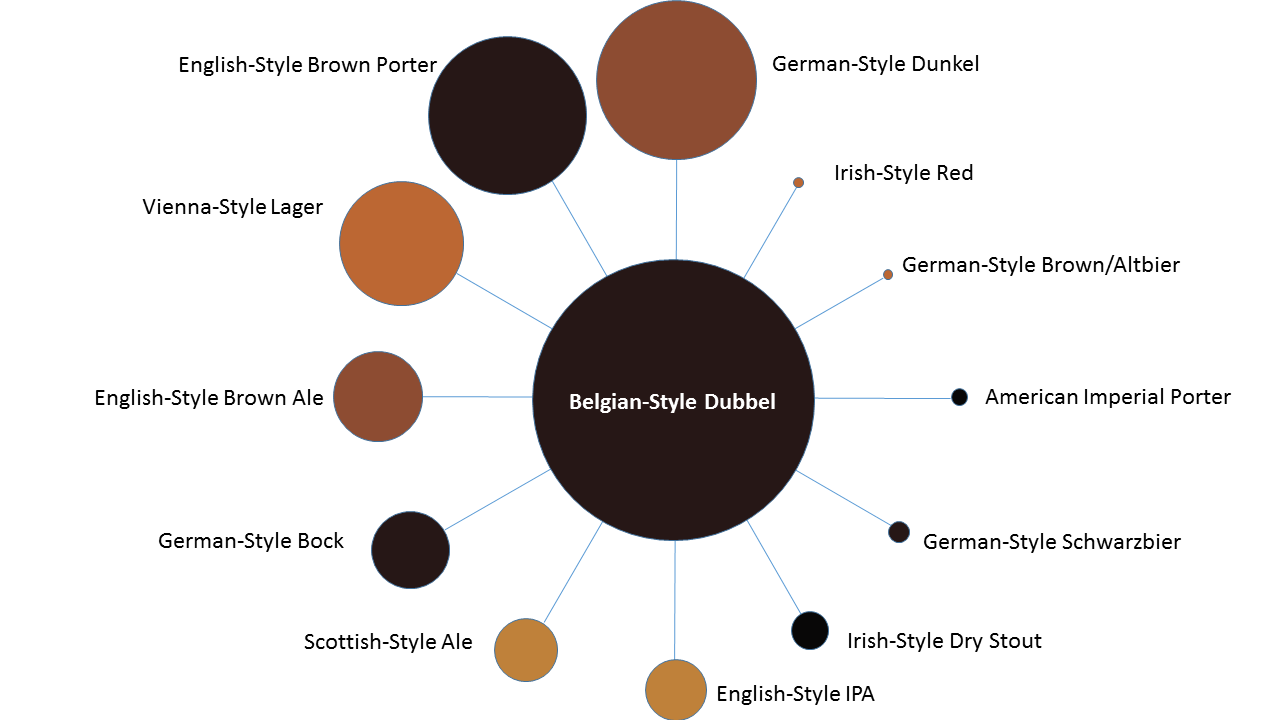 English-Style Brown Porter
German-Style Dunkel
Irish-Style Red
Vienna-Style Lager
German-Style Brown/Altbier
English-Style Brown Ale
Belgian-Style Dubbel
American Imperial Porter
German-Style Bock
German-Style Schwarzbier
Scottish-Style Ale
Irish-Style Dry Stout
English-Style IPA